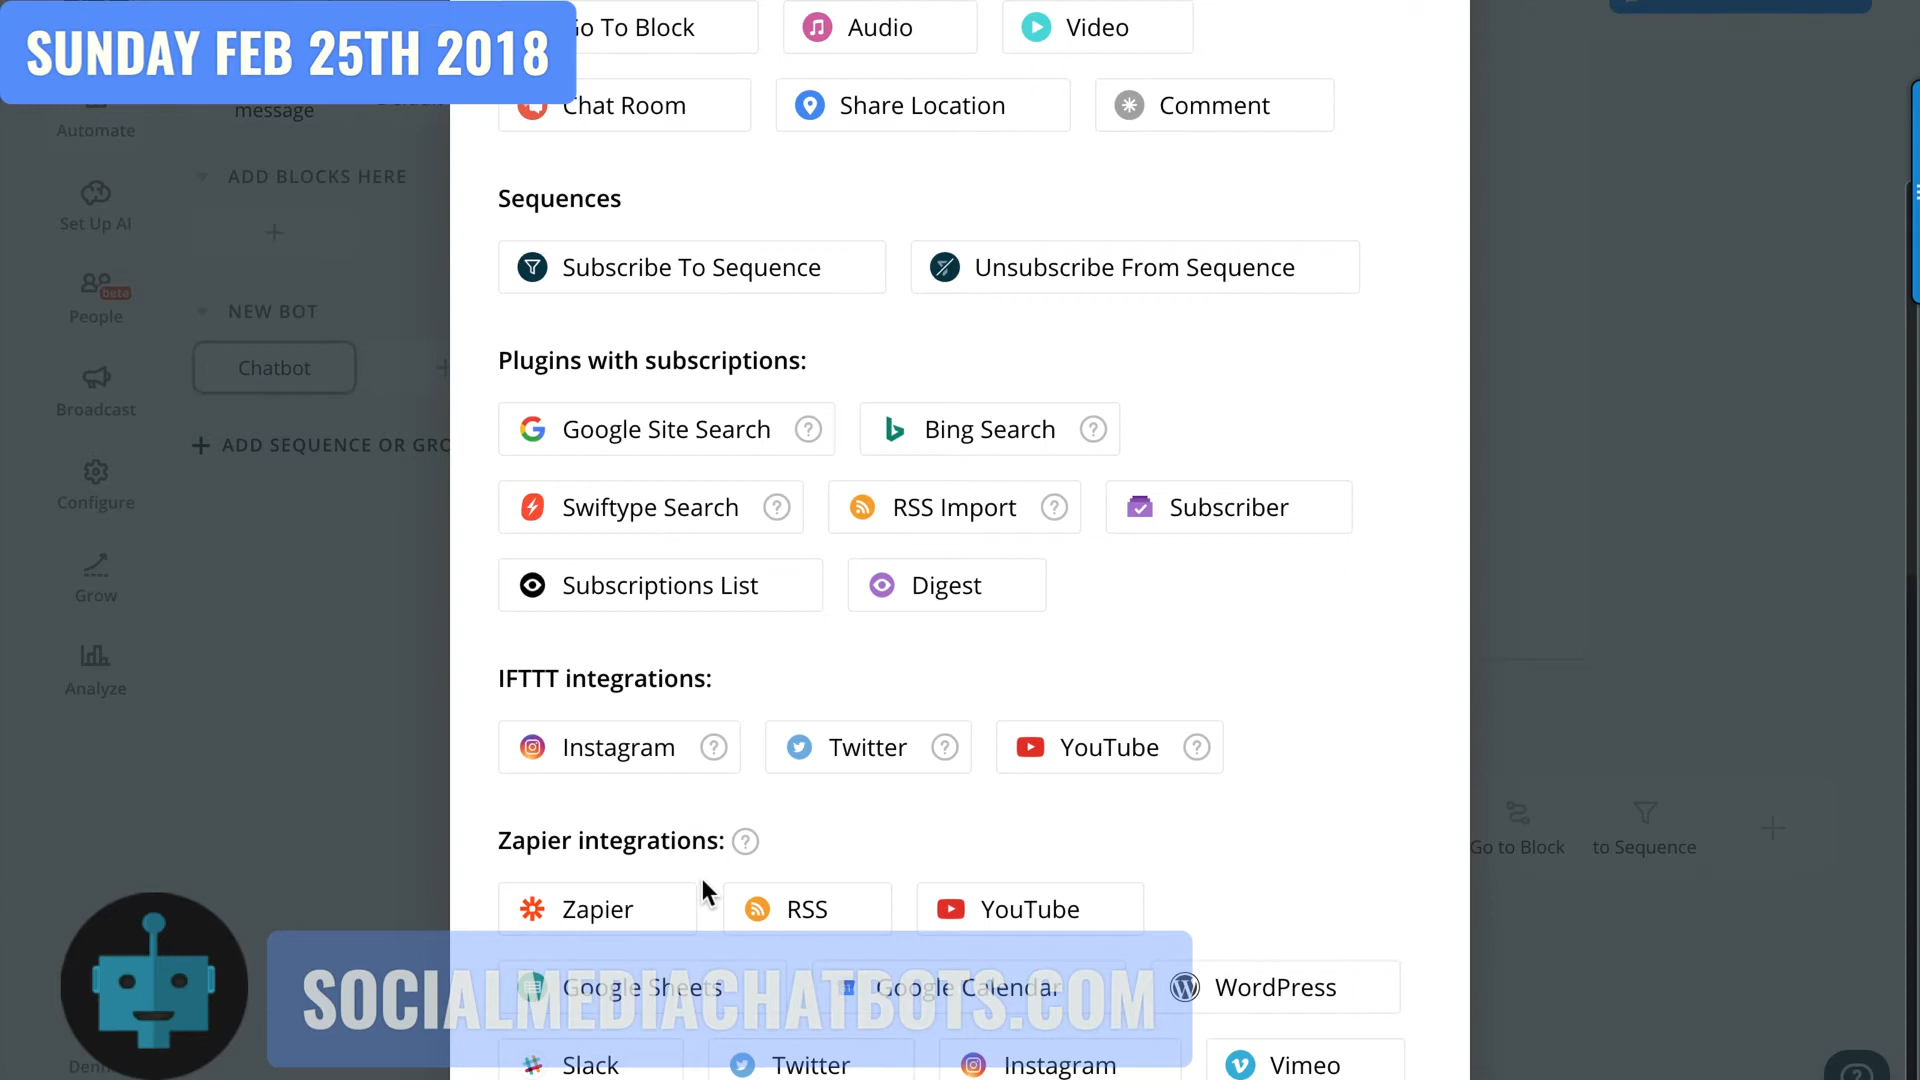 SUNDAY FEB 25TH 2018
Go To Block
Audio
Video
message
Chat Room
Share Location
Comment
Automate
ADD BLOCKS HERE
Sequences
Set Up AI
Subscribe To Sequence
Unsubscribe From Sequence
beta
People
NEW BOT
Plugins with subscriptions:
Chatbot
Broadcast
Google Site Search
Bing Search
ADD SEQUENCE OR GRO
Configure
Swiftype Search
RSS Import
Subscriber
Grow
Subscriptions List
Digest
Analyze
IFTTT integrations:
Instagram
Twitter
YouTube
Zapier integrations:
Go to Block
to Sequence
Zapier
RSS
YouTube
Google Sheets
Google Calendar
WordPress
SOCIALMEDIACHATBOTS.COM
Slack
Twitter
Instagram
Vimeo